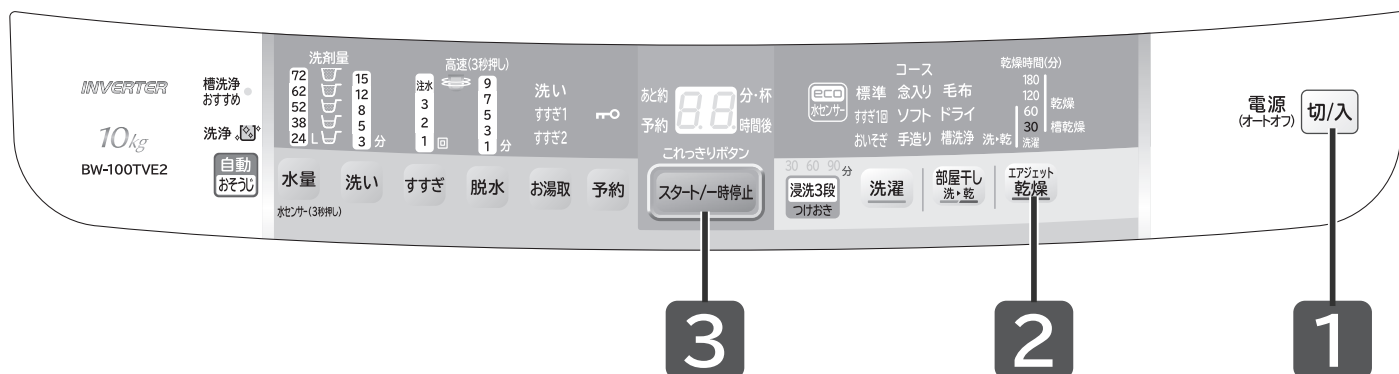 INVERTER
10kg
BW-100TVE2
槽洗浄
おすすめ
洗浄
自動
おそうじ
洗剤量
72
62
52
38
24 L
15
12
8
5
3 分
高速(3秒押し)
注水
3
2
1 回
9
7
5
3
1 分
洗い
すすぎ1
すすぎ2
水量
洗い
すすぎ
脱水
お湯取
予約
水センサー(3秒押し)
あと約 88 分・杯
予約 時間後
これっきりボタン
スタート/一時停止
eco
水センサー
コース
標準 念入り 毛布
すすぎ1回 ソフト ドライ
おいそぎ 手造り 槽洗浄 洗▶乾
乾燥時間(分)
180
120
60
30
乾燥
槽乾燥
洗濯
30 60 90分
浸洗3段
つけおき
洗濯
部屋干し
洗▶乾
エアジェット
乾燥
電源
(オートオフ)
切/入
3
2
1